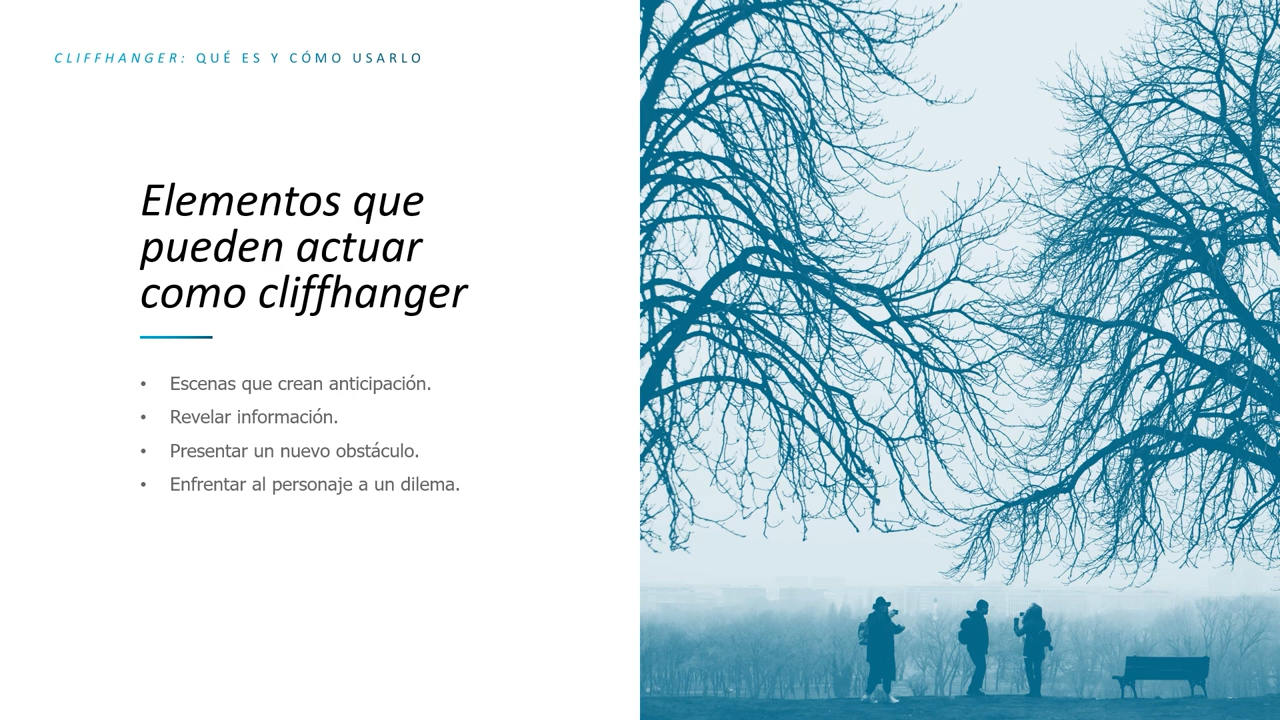 CLIFFHANGER: QUÉ ES Y CÓMO USARLO
Elementos que
pueden actuar
como cliffhanger
• Escenas que crean anticipación.
• Revelar información.
• Presentar un nuevo obstáculo.
• Enfrentar al personaje a un dilema.